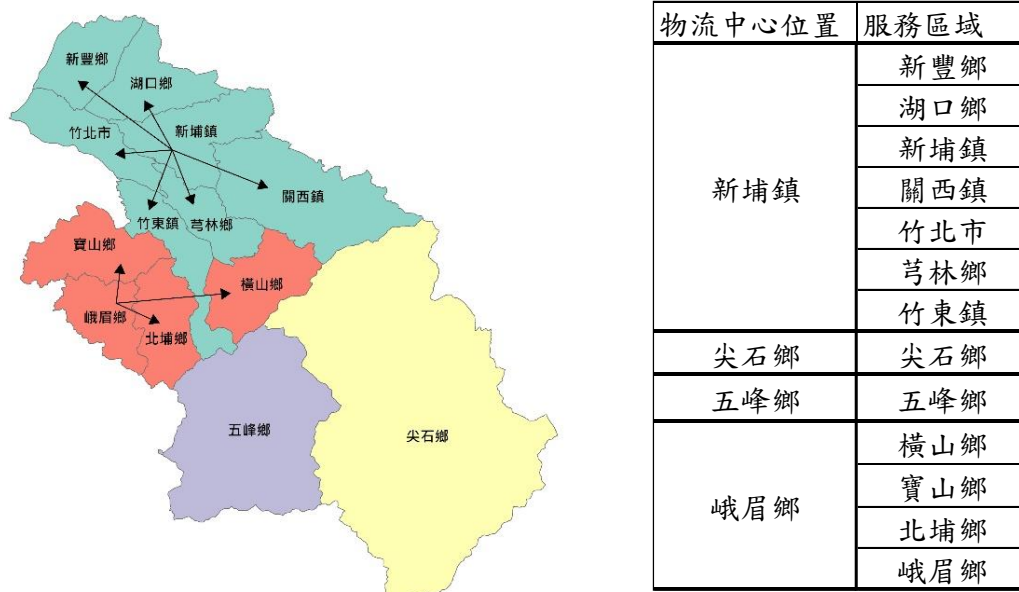 新豐鄉
湖口鄉
竹北市
新埔鎮
關西鎮
竹東鎮
芎林鄉
寶山鄉
橫山鄉
峨眉鄉
北埔鄉
五峰鄉
尖石鄉
物流中心位置 服務區域
新埔鎮
新豐鄉
湖口鄉
新埔鎮
關西鎮
竹北市
芎林鄉
竹東鎮
尖石鄉 尖石鄉
五峰鄉 五峰鄉
峨眉鄉
橫山鄉
寶山鄉
北埔鄉
峨眉鄉